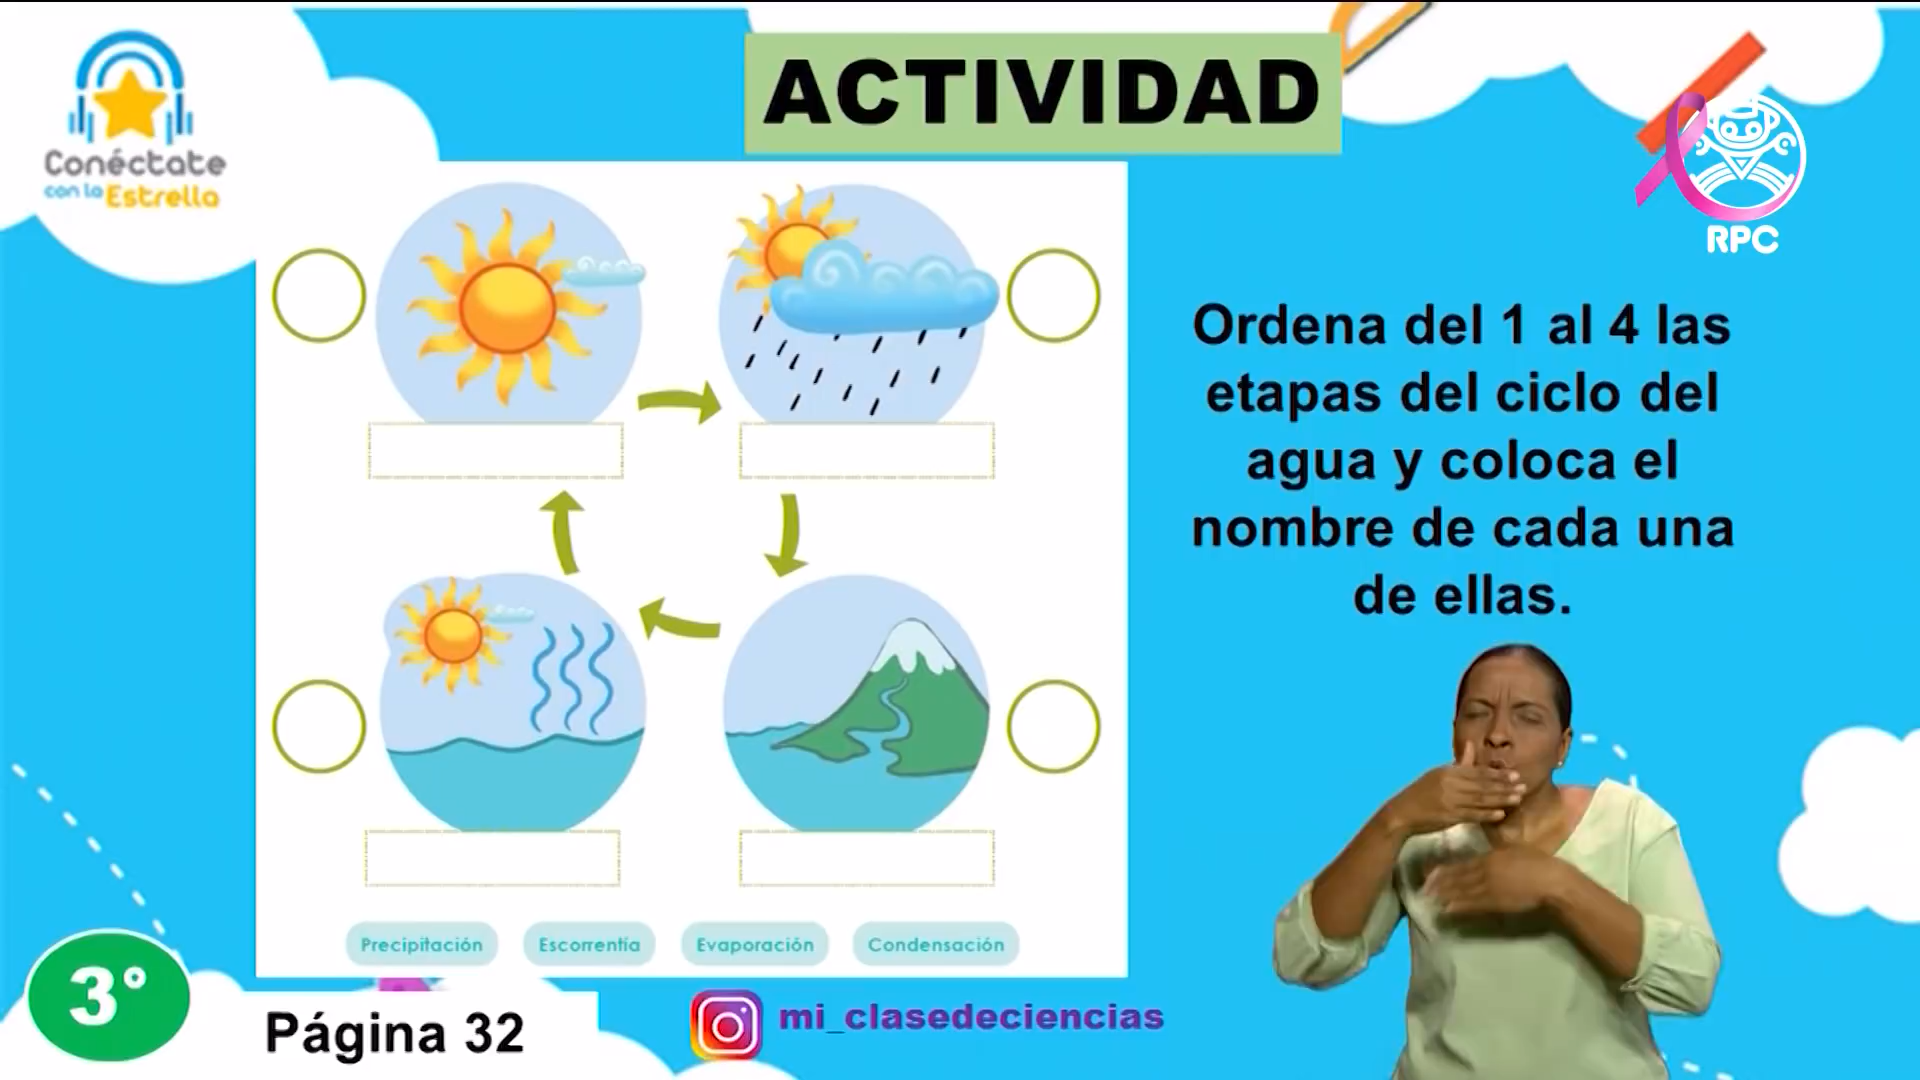 Conéctate
con la Estrella
ACTIVIDAD
RPC
Ordena del 1 al 4 las
etapas del ciclo del
agua y coloca el
nombre de cada una
de ellas.
Precipitación Escorrentía Evaporación Condensación
3°
Página 32
mi_clasedeciencias